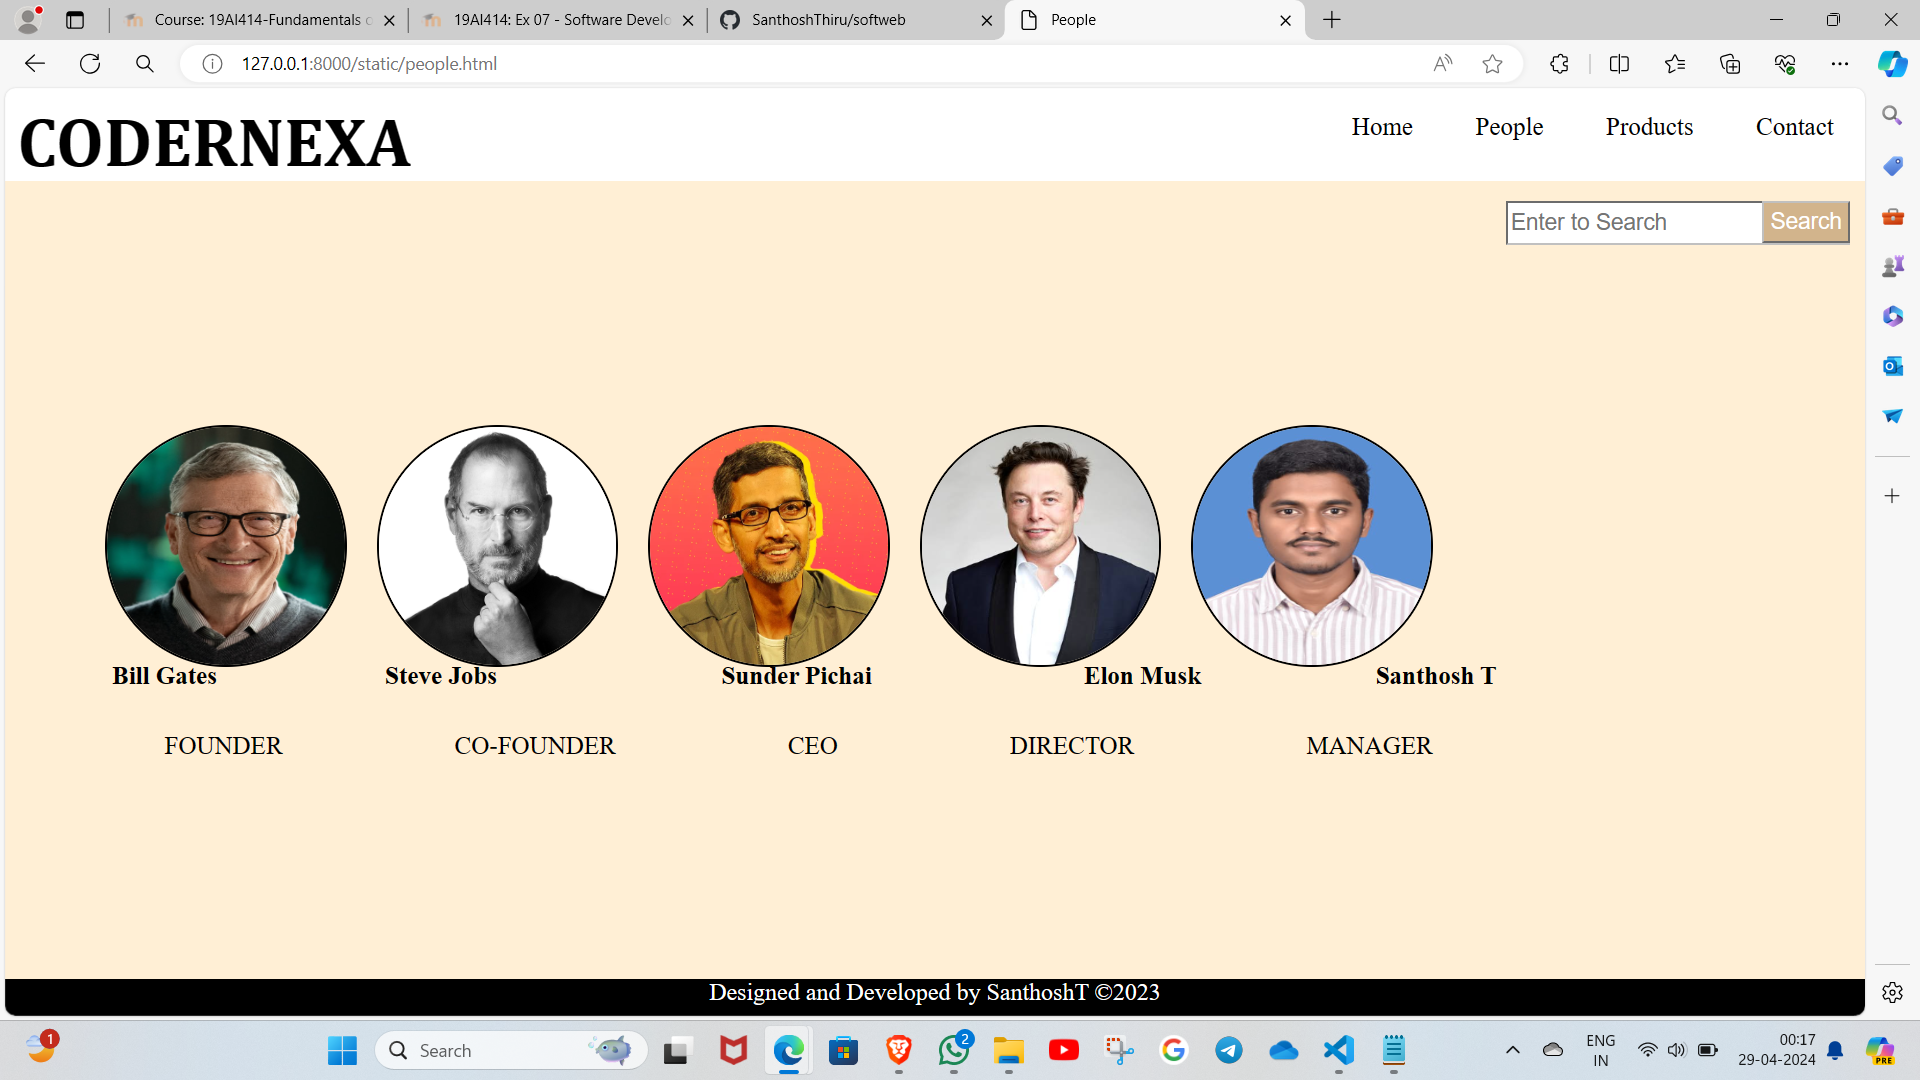 Course: 19AI414-Fundamentals o
19AI414: Ex 07 - Software Develo
SanthoshThiru/softweb
People
127.0.0.1:8000/static/people.html
CODERNEXA
Home People Products Contact
Enter to Search Search
Bill Gates Steve Jobs Sunder Pichai Elon Musk Santhosh T
FOUNDER CO-FOUNDER CEO DIRECTOR MANAGER
Designed and Developed by SanthoshT ©2023
1
Search
2
ENG
IN
00:17
29-04-2024
PRE